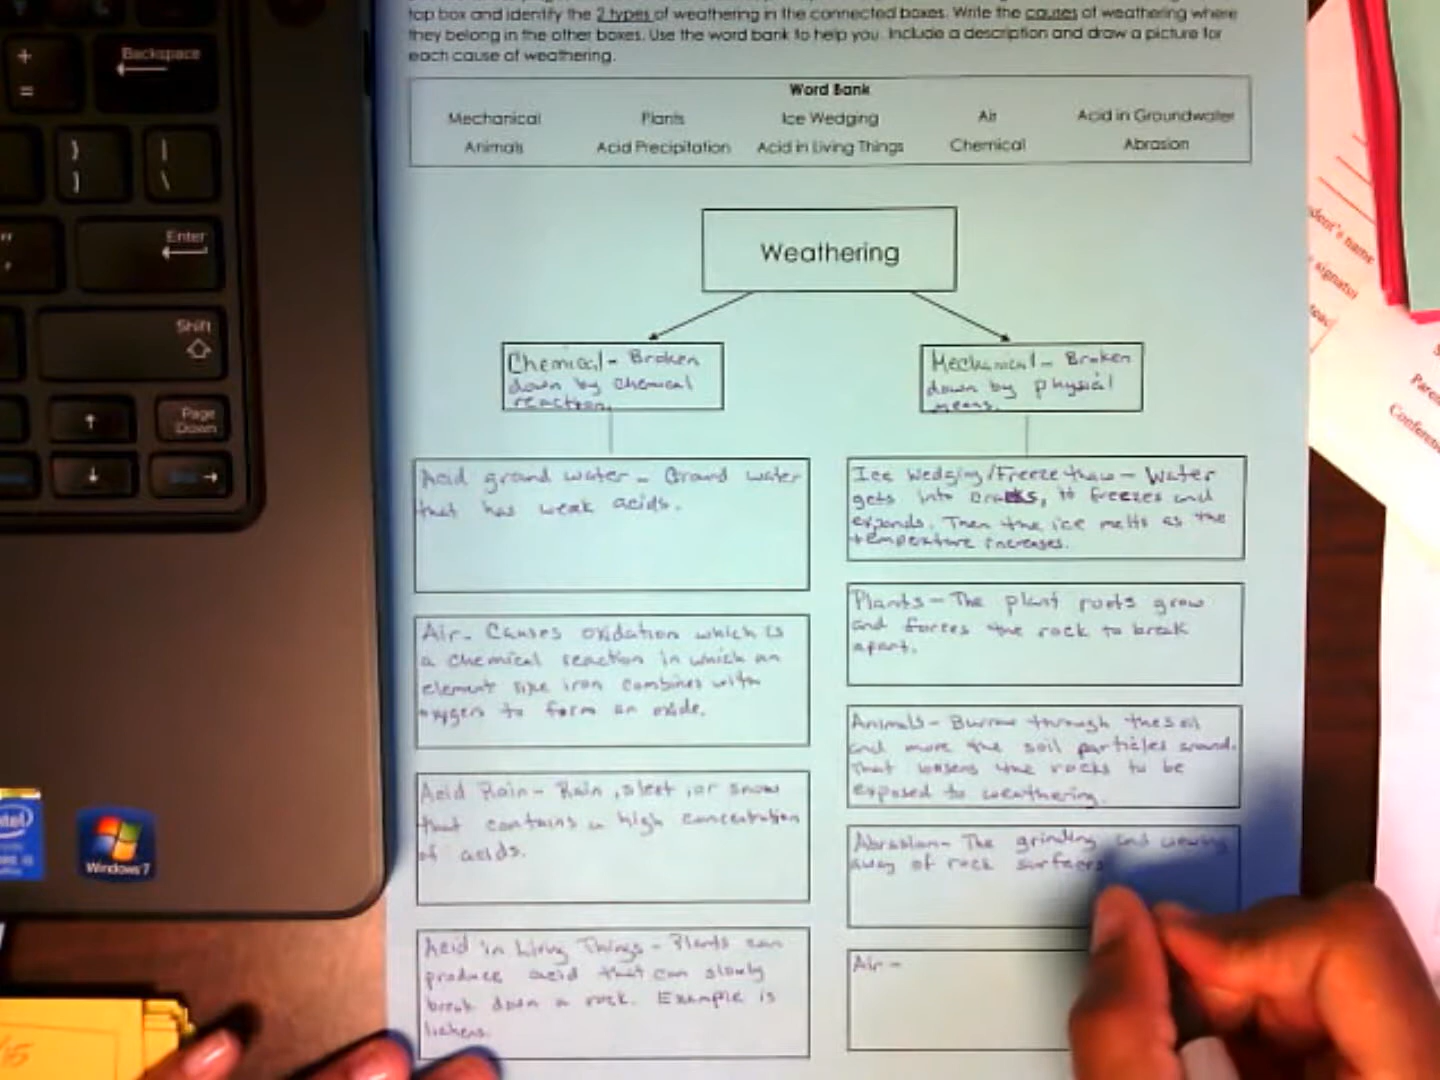 top box and identify the 2 types of weathering in the connected boxes. Write the causes of weathering where
they belong in the other boxes. Use the word bank to help you. Include a description and draw a picture for
each cause of weathering.
Word Bank
Mechanical Plants Ice Wedging Air Acid in Groundwater
Animals Acid Precipitation Acid in Living Things Chemical Abrasion
Weathering
Chemical - Broken
down by chemical
reaction.
Mechanical - Broken
down by physical
means.
Acid ground water - Ground water
that has weak acids.
Air - Causes oxidation which is
a chemical reaction in which an
element like iron combines with
oxygen to form an oxide.
Acid Rain - Rain, sleet, or snow
that contains a high concentration
of acids.
Acid in Living Things - Plants can
produce acid that can slowly
break down a rock. Example is
lichens.
Ice Wedging/Freeze thaw - Water
gets into cracks, it freezes and
expands. Then the ice melts as the
temperature increases.
Plants - The plant roots grow
and forces the rock to break
apart.
Animals - Burrow through the soil
and move the soil particles around.
That loosens the rocks to be
exposed to weathering.
Abrasion - The grinding and wearing
away of rock surfaces
Air -
+
=
Backspace
}
]
|
\
"
'
Enter
Shift
Page
Down
intel
Windows 7
/15
dent's name
signatu
Paren
Conferen